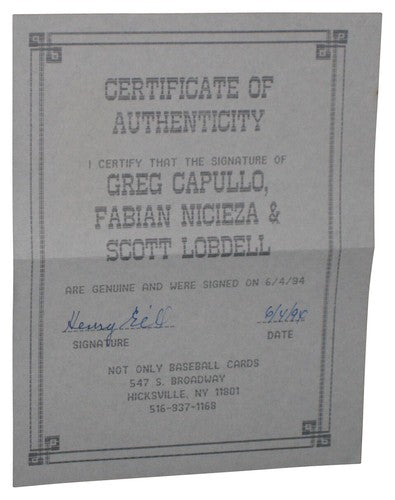 CERTIFICATE OF
AUTHENTICITY
I CERTIFY THAT THE SIGNATURE OF
GREG CAPULLO,
FABIAN NICIEZA &
SCOTT LOBDELL
ARE GENUINE AND WERE SIGNED ON 6/4/94
Henry 6/4/94
SIGNATURE DATE
NOT ONLY BASEBALL CARDS
547 S. BROADWAY
HICKSVILLE, NY 11801
516-937-1168